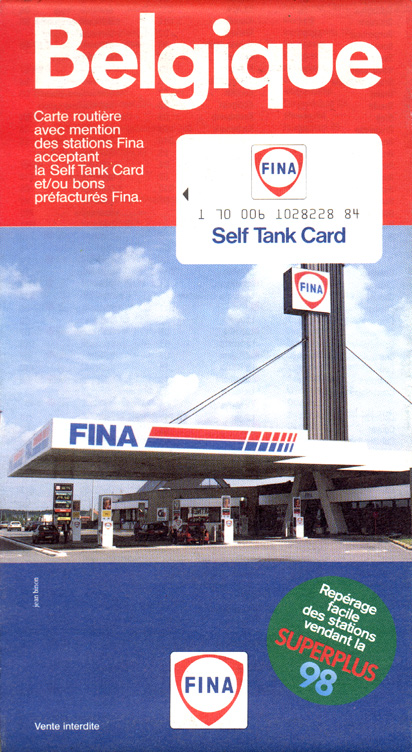 Belgique
Carte routière
avec mention
des stations Fina
acceptant
la Self Tank Card
et/ou bons
préfacturés Fina.
FINA
1 70 006 1028228 84
Self Tank Card
FINA
FINA
jean hinon
Repérage
facile
des stations
vendant la
SUPERPLUS
98
FINA
Vente interdite